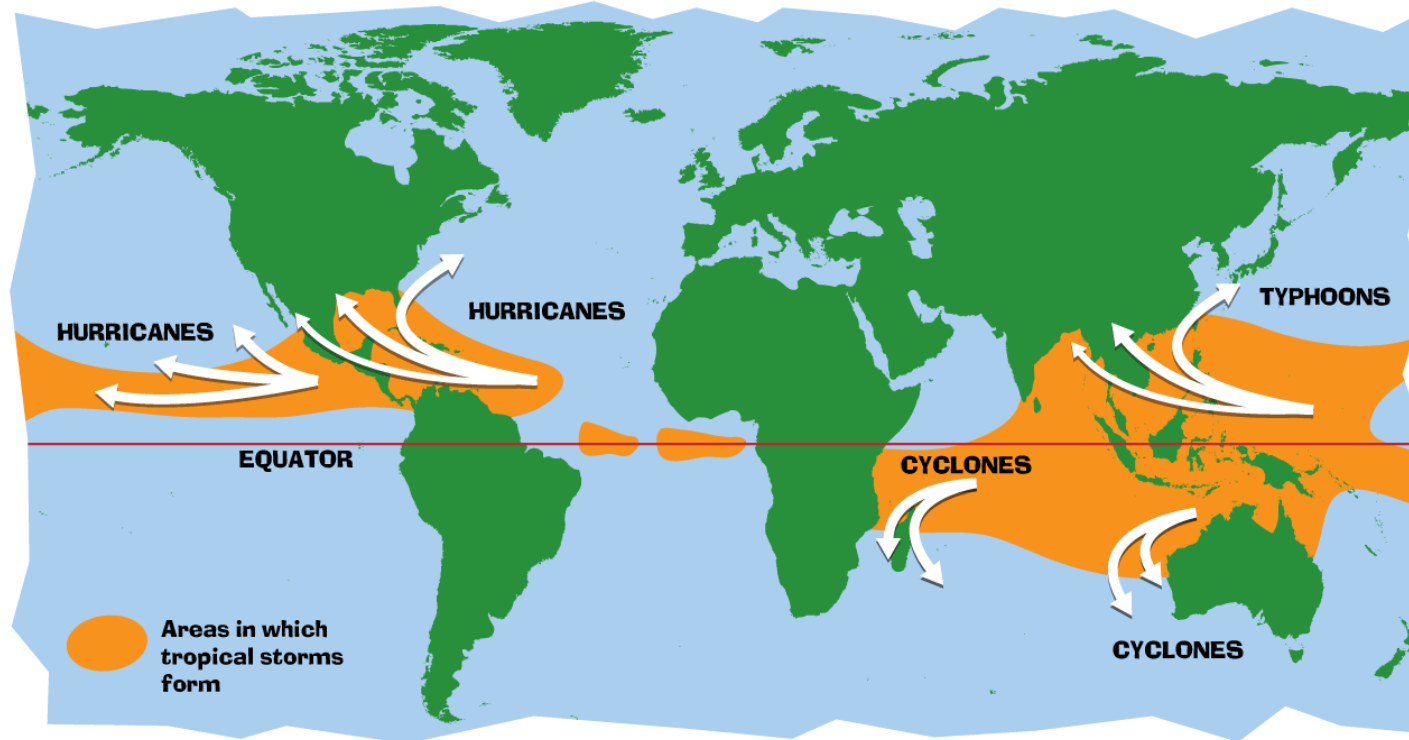 HURRICANES
HURRICANES
TYPHOONS
EQUATOR
CYCLONES
CYCLONES
Areas in which
tropical storms
form